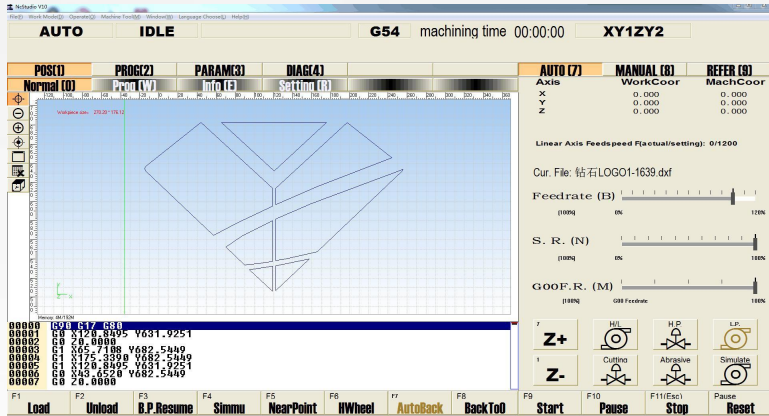 NcStudio V10
File(F) Work Mode(D) Operate(O) Machine Tool(M) Window(W) Language Choose(L) Help(H)
AUTO IDLE G54 machining time 00:00:00 XY1ZY2
POS(1) PROG(2) PARAM(3) DIAG(4) AUTO (7) MANUAL (8) REFER (9)
Normal (O) Prog (W) Info (E) Setting (R)
Axis WorkCoor MachCoor
X 0.000 0.000
Y 0.000 0.000
Z 0.000 0.000
Linear Axis Feedspeed F(actual/setting): 0/1200
Cur. File: 钻石LOGO1-1639.dxf
Feedrate (B)
(100%) 0% 120%
S. R. (N)
(100%) 0% 100%
G00F.R. (M)
(100%) G00 Feedrate 100%
00000 G90 G17 G80
00001 G0 X120.8495 Y631.9251
00002 G0 Z0.0000
00003 G1 X65.7108 Y682.5449
00004 G1 X175.3390 Y682.5449
00005 G1 X120.8495 Y631.9251
00006 G0 X43.6520 Y682.5449
00007 G0 Z0.0000
7 Z+ H/L H.P. L.P.
1 Z- Cutting Abrasive Simulate
F1 Load F2 Unload F3 B.P.Resume F4 Simmu F5 NearPoint F6 HWheel F7 AutoBack F8 BackTo0 F9 Start F10 Pause F11(Esc) Stop Pause Reset